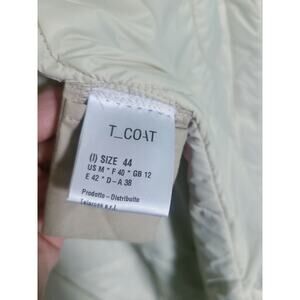 T_COAT
(I) SIZE 44
US M * F 40 * GB 12
E 42 * D-A 38
Prodotto - Distribuito
s.r.l.